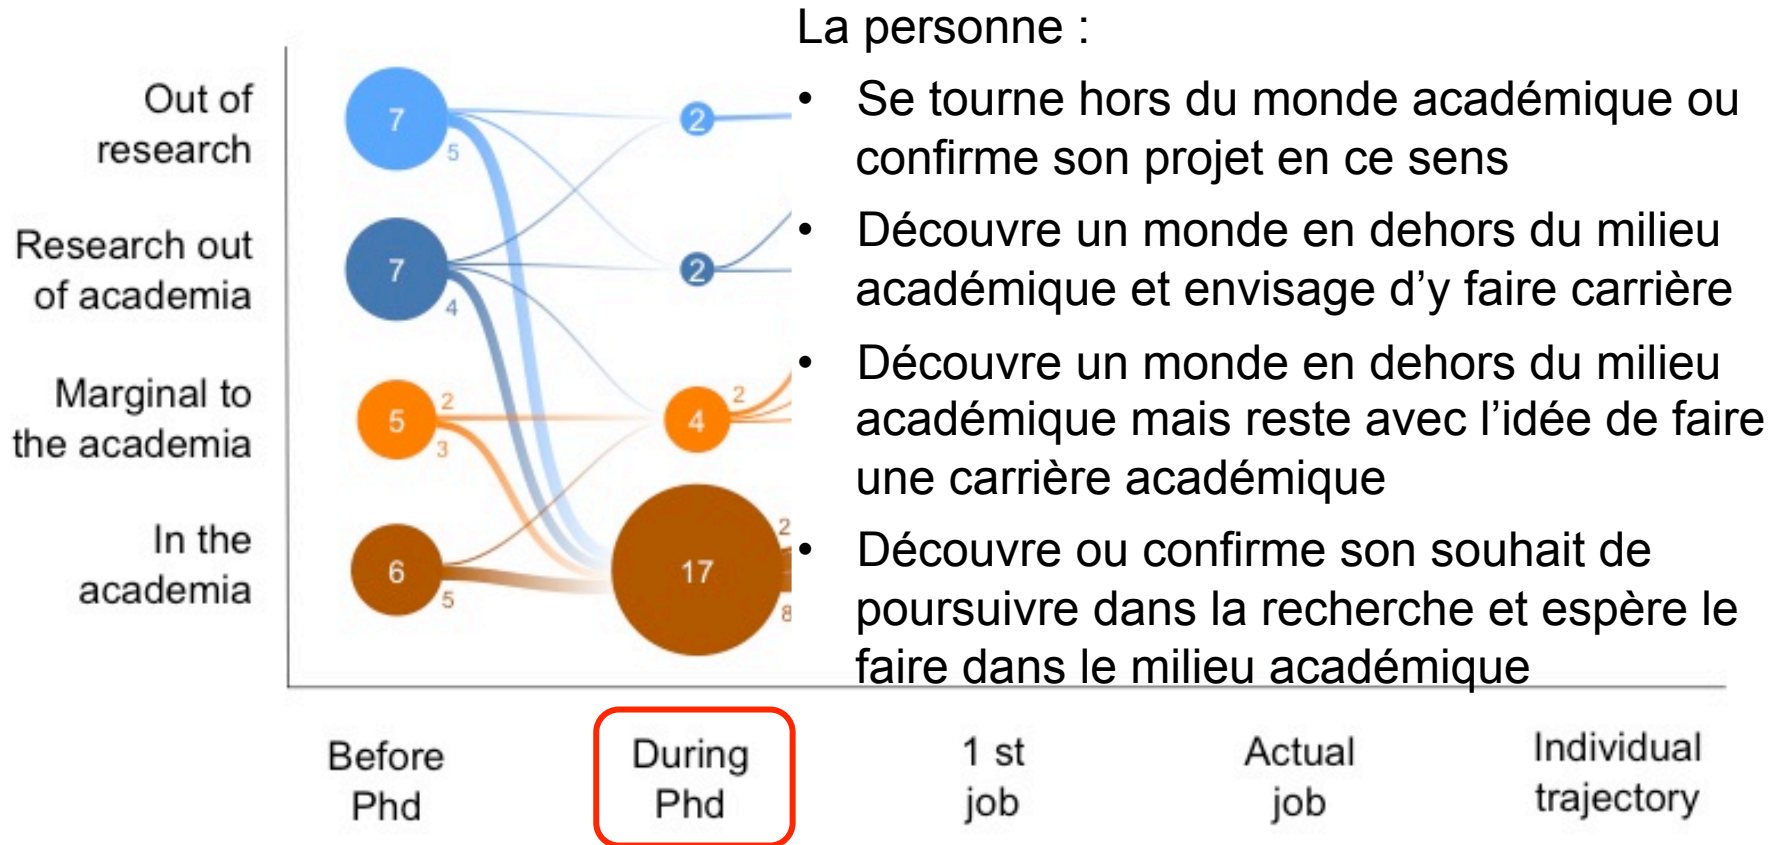 La personne :
• Se tourne hors du monde académique ou
confirme son projet en ce sens
• Découvre un monde en dehors du milieu
académique et envisage d’y faire carrière
• Découvre un monde en dehors du milieu
académique mais reste avec l’idée de faire
une carrière académique
• Découvre ou confirme son souhait de
poursuivre dans la recherche et espère le
faire dans le milieu académique
Out of
research
7
5
2
Research out
of academia
7
4
2
Marginal to
the academia
5
2
3
4
2
In the
academia
6
5
17
2
8
Before
Phd
During
Phd
1 st
job
Actual
job
Individual
trajectory